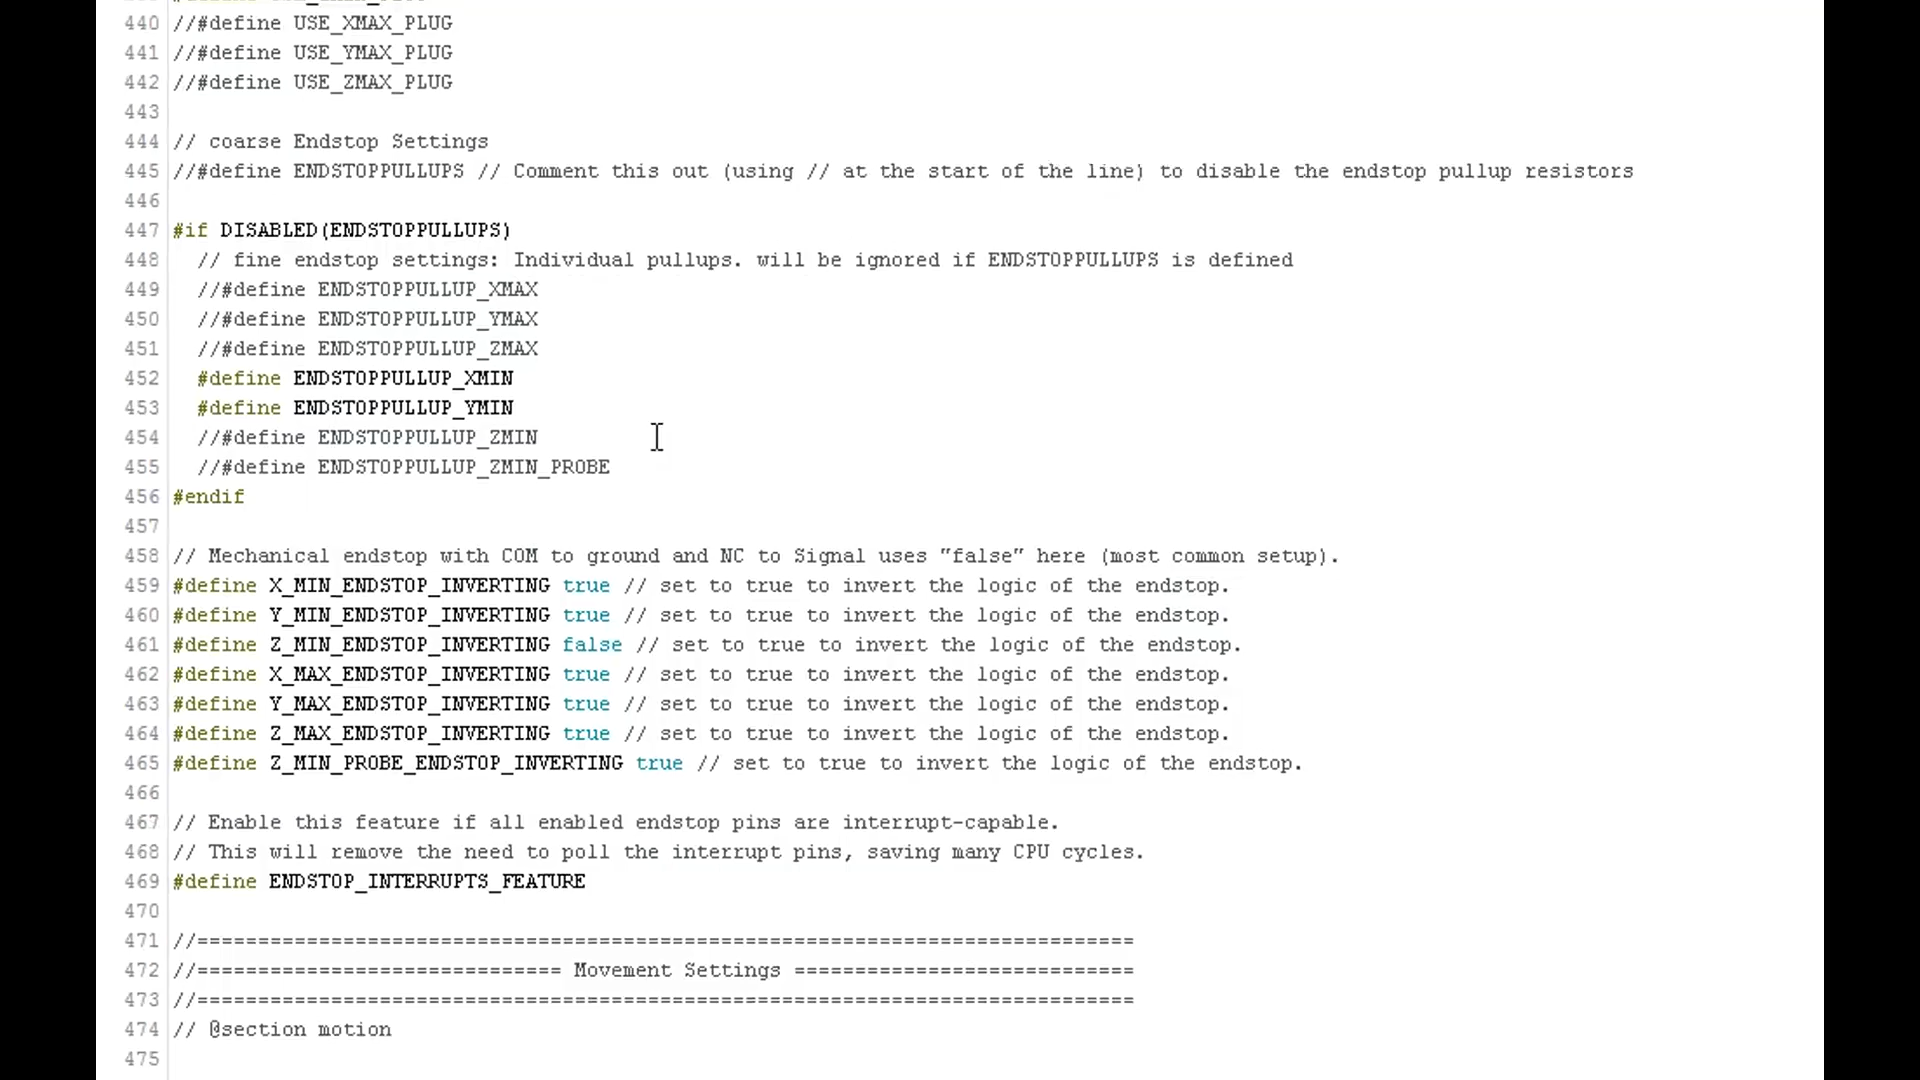 440 //#define USE_XMAX_PLUG
441 //#define USE_YMAX_PLUG
442 //#define USE_ZMAX_PLUG
443
444 // coarse Endstop Settings
445 //#define ENDSTOPPULLUPS // Comment this out (using // at the start of the line) to disable the endstop pullup resistors
446
447 #if DISABLED(ENDSTOPPULLUPS)
448 // fine endstop settings: Individual pullups. will be ignored if ENDSTOPPULLUPS is defined
449 //#define ENDSTOPPULLUP_XMAX
450 //#define ENDSTOPPULLUP_YMAX
451 //#define ENDSTOPPULLUP_ZMAX
452 #define ENDSTOPPULLUP_XMIN
453 #define ENDSTOPPULLUP_YMIN
454 //#define ENDSTOPPULLUP_ZMIN
455 //#define ENDSTOPPULLUP_ZMIN_PROBE
456 #endif
457
458 // Mechanical endstop with COM to ground and NC to Signal uses "false" here (most common setup).
459 #define X_MIN_ENDSTOP_INVERTING true // set to true to invert the logic of the endstop.
460 #define Y_MIN_ENDSTOP_INVERTING true // set to true to invert the logic of the endstop.
461 #define Z_MIN_ENDSTOP_INVERTING false // set to true to invert the logic of the endstop.
462 #define X_MAX_ENDSTOP_INVERTING true // set to true to invert the logic of the endstop.
463 #define Y_MAX_ENDSTOP_INVERTING true // set to true to invert the logic of the endstop.
464 #define Z_MAX_ENDSTOP_INVERTING true // set to true to invert the logic of the endstop.
465 #define Z_MIN_PROBE_ENDSTOP_INVERTING true // set to true to invert the logic of the endstop.
466
467 // Enable this feature if all enabled endstop pins are interrupt-capable.
468 // This will remove the need to poll the interrupt pins, saving many CPU cycles.
469 #define ENDSTOP_INTERRUPTS_FEATURE
470
471 //=============================================================================
472 //============================== Movement Settings ============================
473 //=============================================================================
474 // @section motion
475